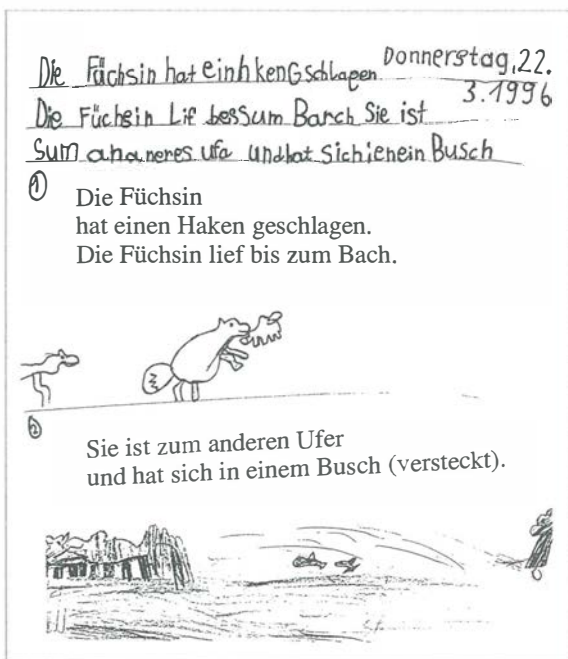 Die Füchsin hat einhkenGschlagen Donnerstag,22.
3.1996
Die Füchsin Lif bessum Barch Sie ist
Sum ananeres ufa undhat Sichienein Busch
①
Die Füchsin
hat einen Haken geschlagen.
Die Füchsin lief bis zum Bach.
②
Sie ist zum anderen Ufer
und hat sich in einem Busch (versteckt).